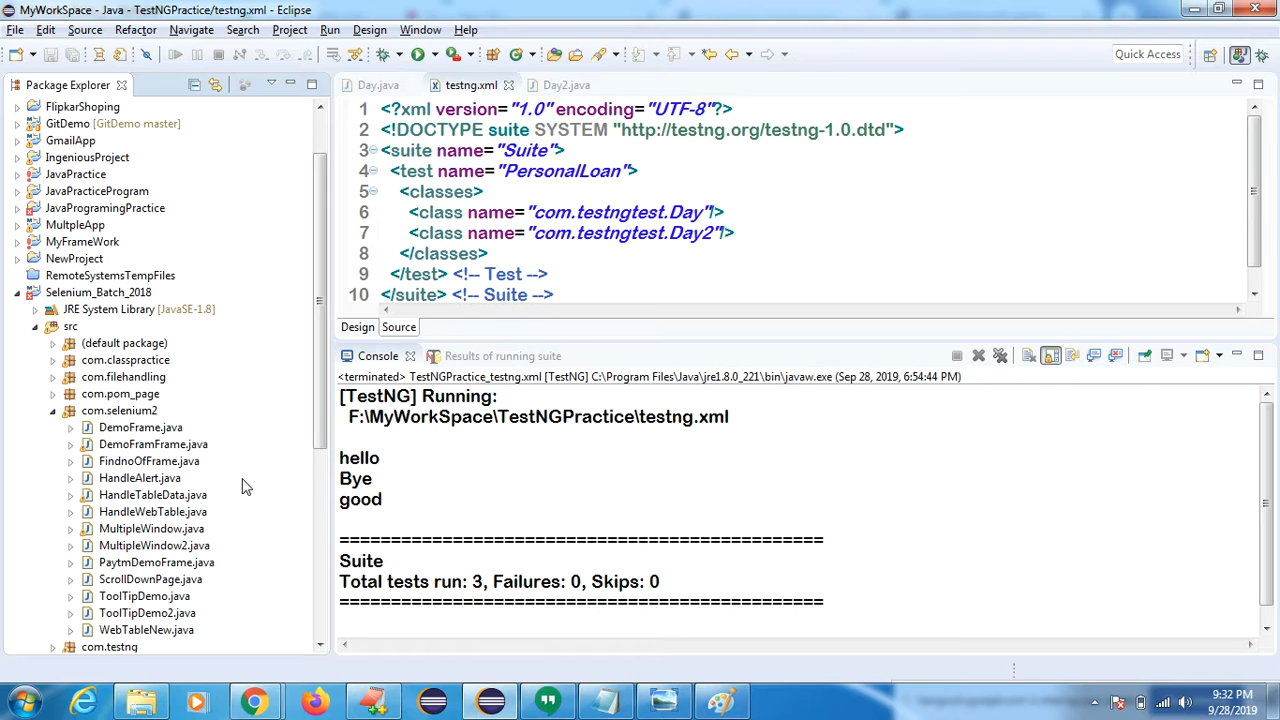 MyWorkSpace - Java - TestNGPractice/testng.xml - Eclipse
File Edit Source Refactor Navigate Search Project Run Design Window Help
Quick Access
Package Explorer
FlipkarShoping
GitDemo [GitDemo master]
GmailApp
IngeniousProject
JavaPractice
JavaPracticeProgram
JavaProgramingPractice
MultpleApp
MyFrameWork
NewProject
RemoteSystemsTempFiles
Selenium_Batch_2018
JRE System Library [JavaSE-1.8]
src
(default package)
com.classpractice
com.filehandling
com.pom_page
com.selenium2
DemoFrame.java
DemoFramFrame.java
FindnoOfFrame.java
HandleAlert.java
HandleTableData.java
HandleWebTable.java
MultipleWindow.java
MultipleWindow2.java
PaytmDemoFrame.java
ScrollDownPage.java
ToolTipDemo.java
ToolTipDemo2.java
WebTableNew.java
com.testng
Day.java testng.xml Day2.java
1 <?xml version="1.0" encoding="UTF-8"?>
2 <!DOCTYPE suite SYSTEM "http://testng.org/testng-1.0.dtd">
3 <suite name="Suite">
4 <test name="PersonalLoan">
5 <classes>
6 <class name="com.testngtest.Day"/>
7 <class name="com.testngtest.Day2"/>
8 </classes>
9 </test> <!-- Test -->
10 </suite> <!-- Suite -->
Design Source
Console Results of running suite
<terminated> TestNGPractice_testng.xml [TestNG] C:\Program Files\Java\jre1.8.0_221\bin\javaw.exe (Sep 28, 2019, 6:54:44 PM)
[TestNG] Running:
F:\MyWorkSpace\TestNGPractice\testng.xml
hello
Bye
good
===============================================
Suite
Total tests run: 3, Failures: 0, Skips: 0
===============================================
9:32 PM
9/28/2019